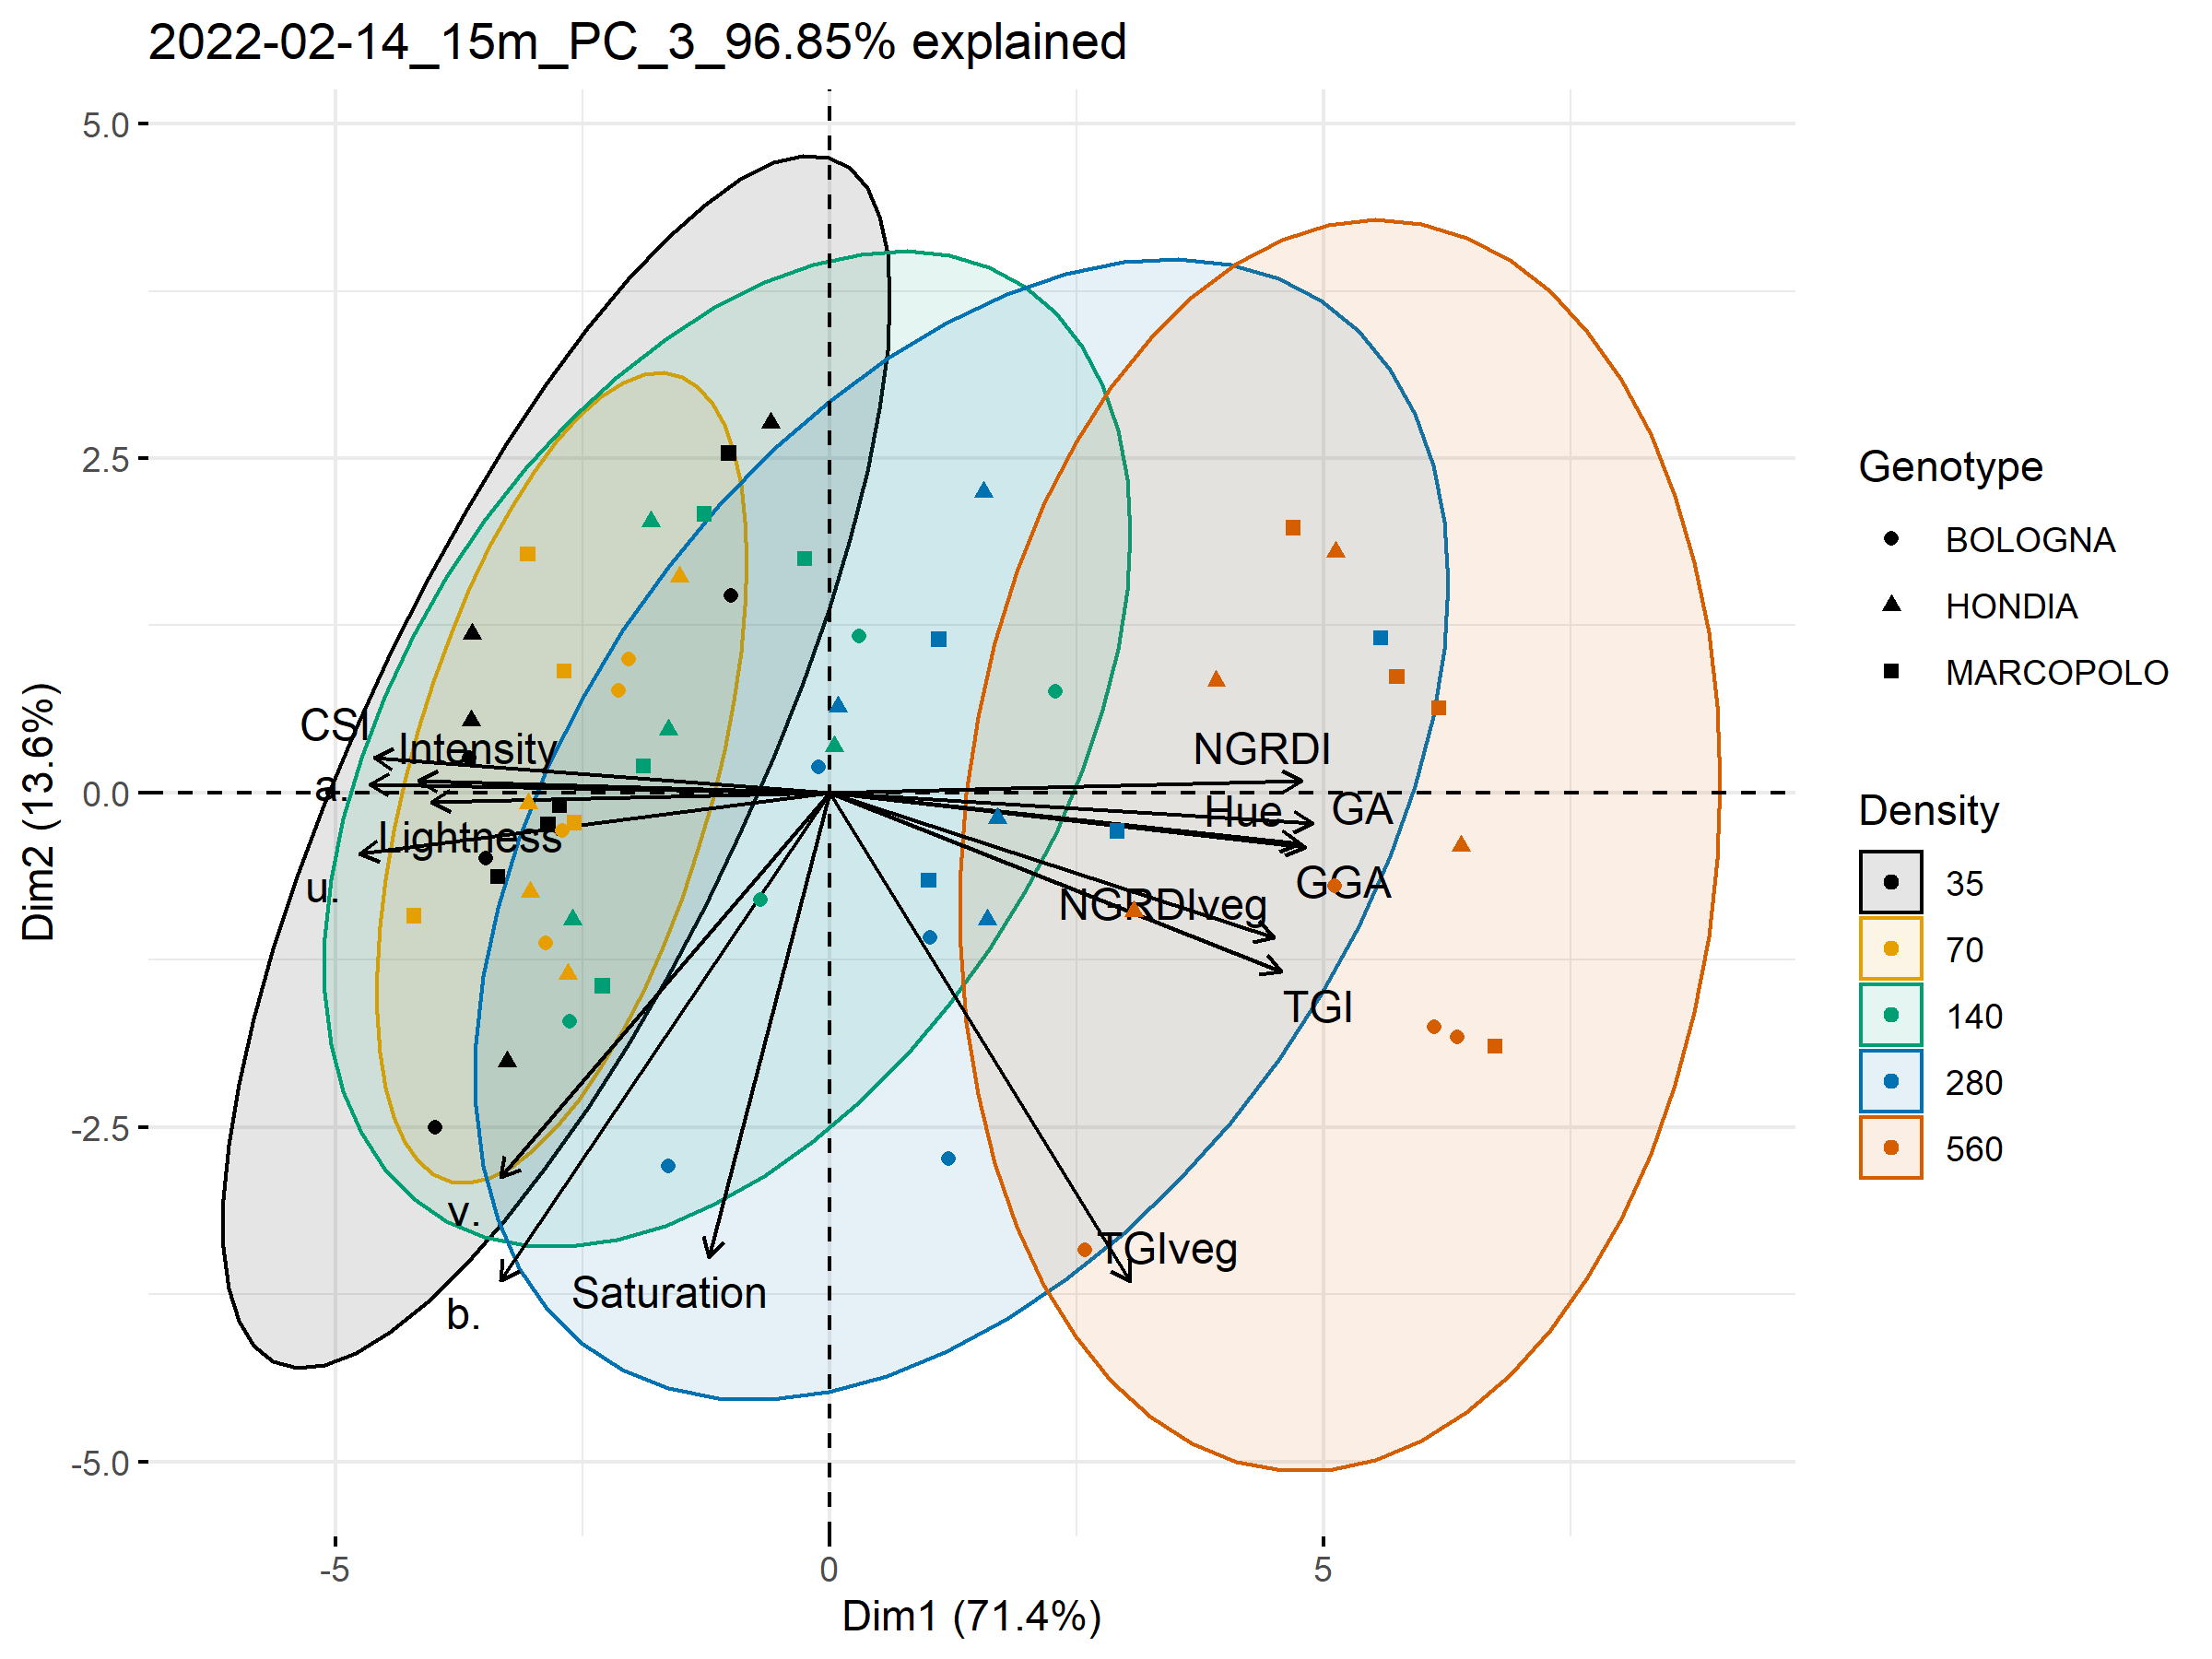 2022-02-14_15m_PC_3_96.85% explained
5.0
2.5
0.0
-2.5
-5.0
Dim2 (13.6%)
CSI
Intensity
a.
Lightness
u.
v.
b.
Saturation
NGRDI
Hue
GA
GGA
NGRDIveg
TGI
TGIveg
-5
0
5
Dim1 (71.4%)
Genotype
BOLOGNA
HONDIA
MARCOPOLO
Density
35
70
140
280
560